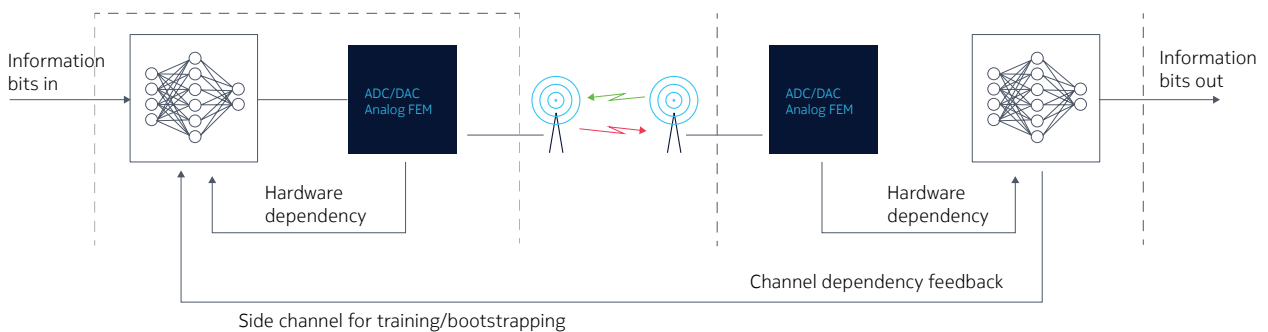 Information
bits in
ADC/DAC
Analog FEM
ADC/DAC
Analog FEM
Information
bits out
Hardware
dependency
Hardware
dependency
Channel dependency feedback
Side channel for training/bootstrapping